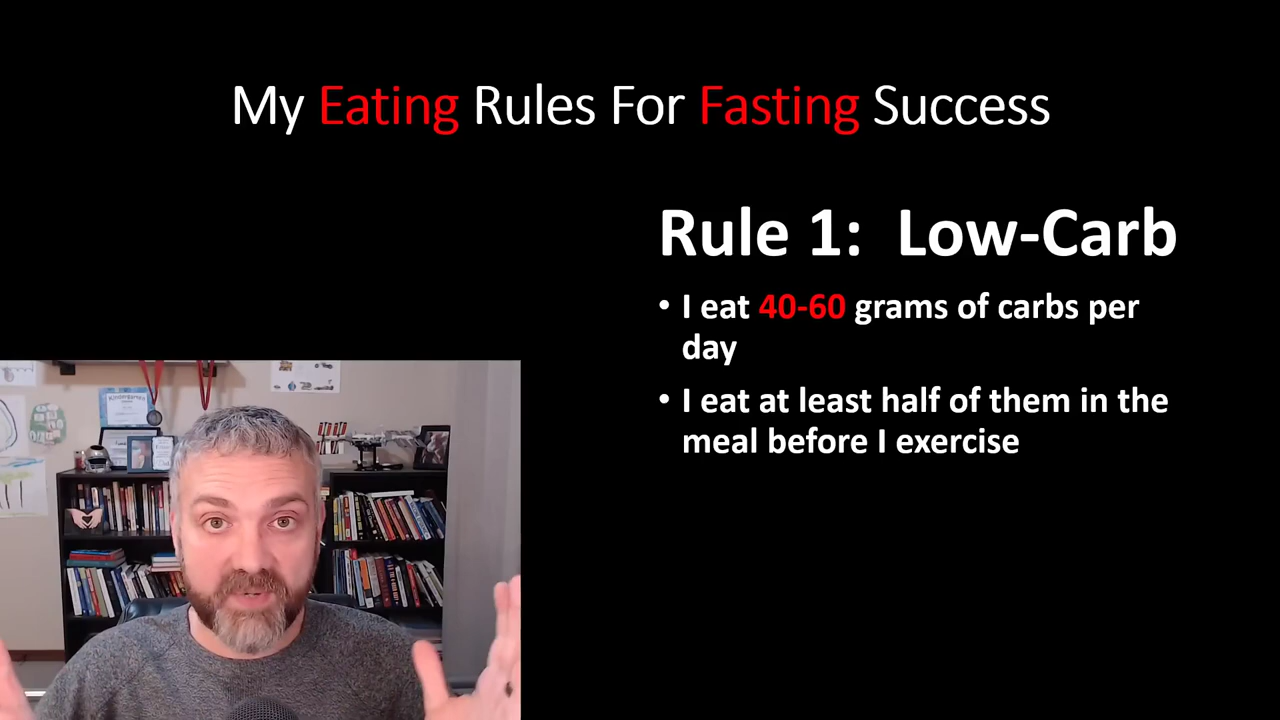 My Eating Rules For Fasting Success
Rule 1:  Low-Carb
• I eat 40-60 grams of carbs per
day
• I eat at least half of them in the
meal before I exercise
Kindergarten